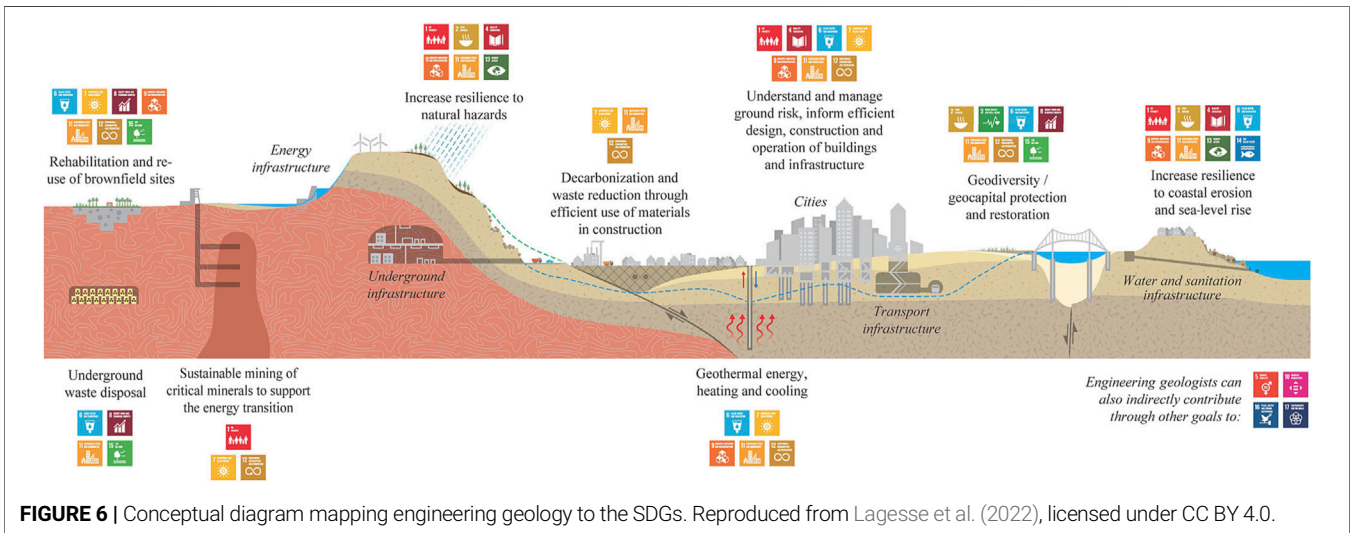 Increase resilience to
natural hazards
Understand and manage
ground risk, inform efficient
design, construction and
operation of buildings
and infrastructure
Rehabilitation and re-
use of brownfield sites
Energy
infrastructure
Decarbonization and
waste reduction through
efficient use of materials
in construction
Cities
Geodiversity /
geocapital protection
and restoration
Increase resilience
to coastal erosion
and sea-level rise
Underground
infrastructure
Transport
infrastructure
Water and sanitation
infrastructure
Underground
waste disposal
Sustainable mining of
critical minerals to support
the energy transition
Geothermal energy,
heating and cooling
Engineering geologists can
also indirectly contribute
through other goals to:
FIGURE 6 | Conceptual diagram mapping engineering geology to the SDGs. Reproduced from Lagesse et al. (2022), licensed under CC BY 4.0.